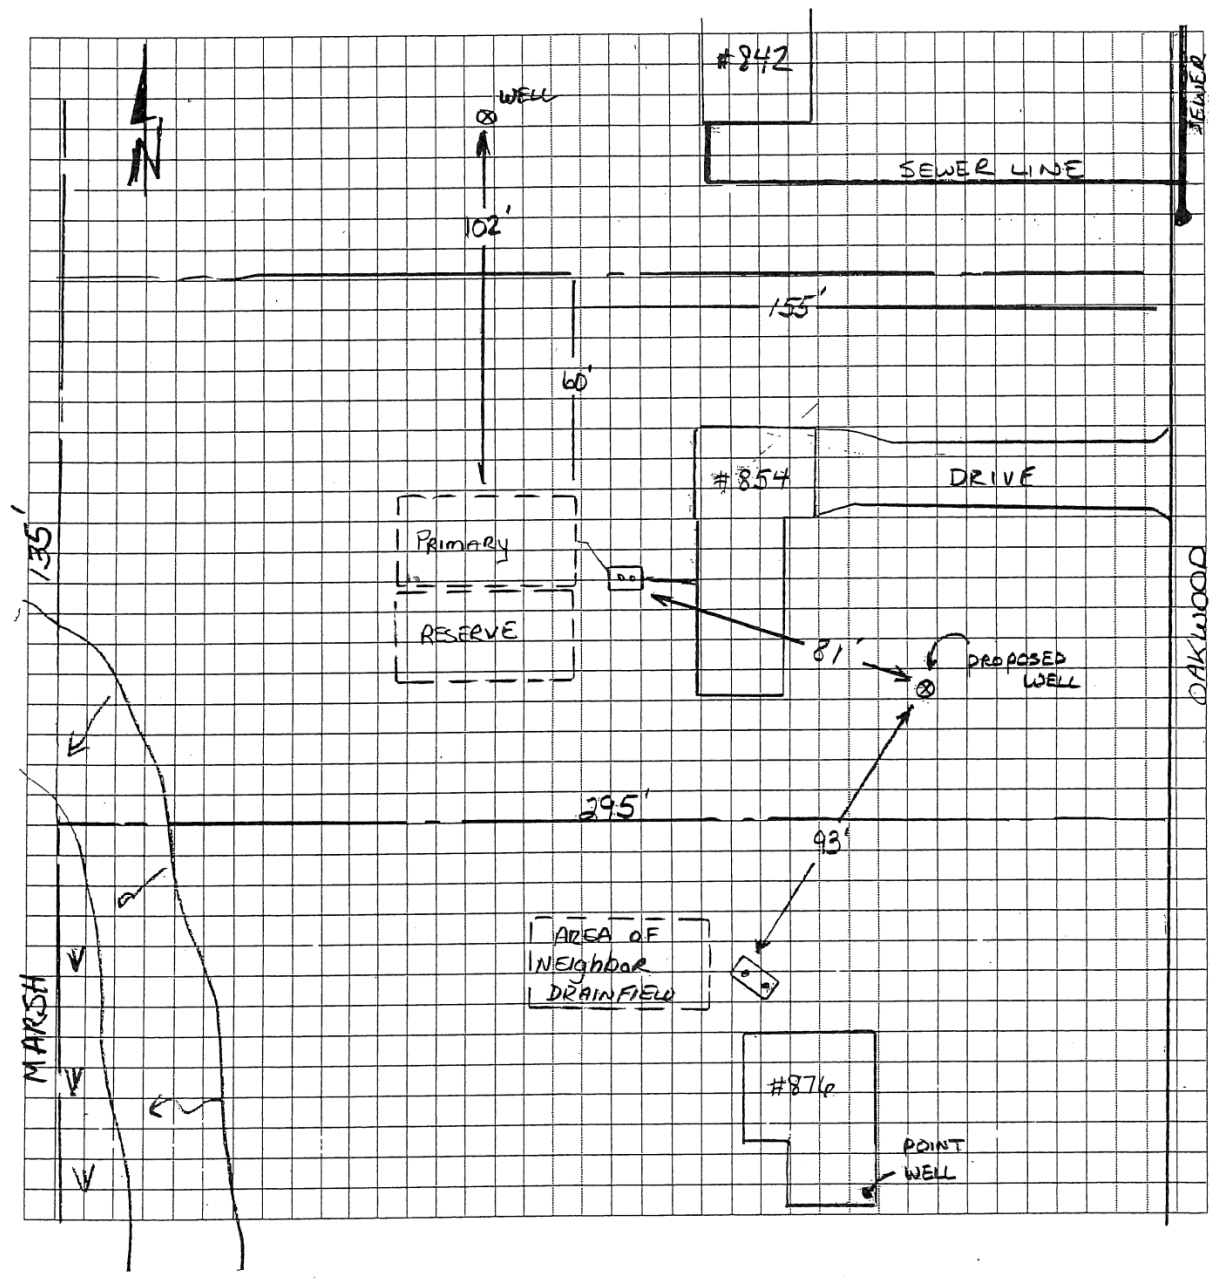 #842
SEWER
WELL
SEWER LINE
N
102'
155'
60'
#854
DRIVE
135'
PRIMARY
OAKWOOD
RESERVE
81'
PROPOSED
WELL
295'
93'
AREA OF
NEIghbor
DRAINFIELD
MARSH
#876
POINT
WELL